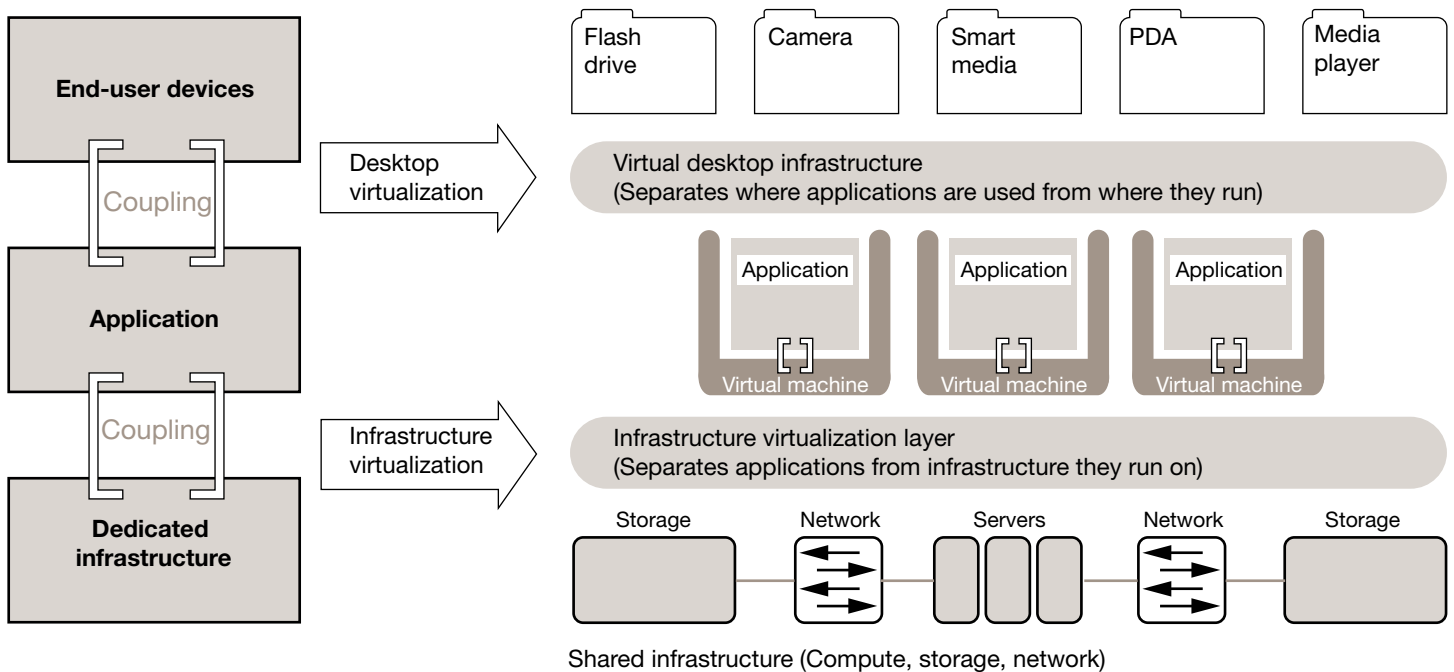 End-user devices
Coupling
Application
Coupling
Dedicated
infrastructure
Desktop
virtualization
Infrastructure
virtualization
Flash
drive
Camera
Smart
media
PDA
Media
player
Virtual desktop infrastructure
(Separates where applications are used from where they run)
Application
Virtual machine
Application
Virtual machine
Application
Virtual machine
Infrastructure virtualization layer
(Separates applications from infrastructure they run on)
Storage
Network
Servers
Network
Storage
Shared infrastructure (Compute, storage, network)